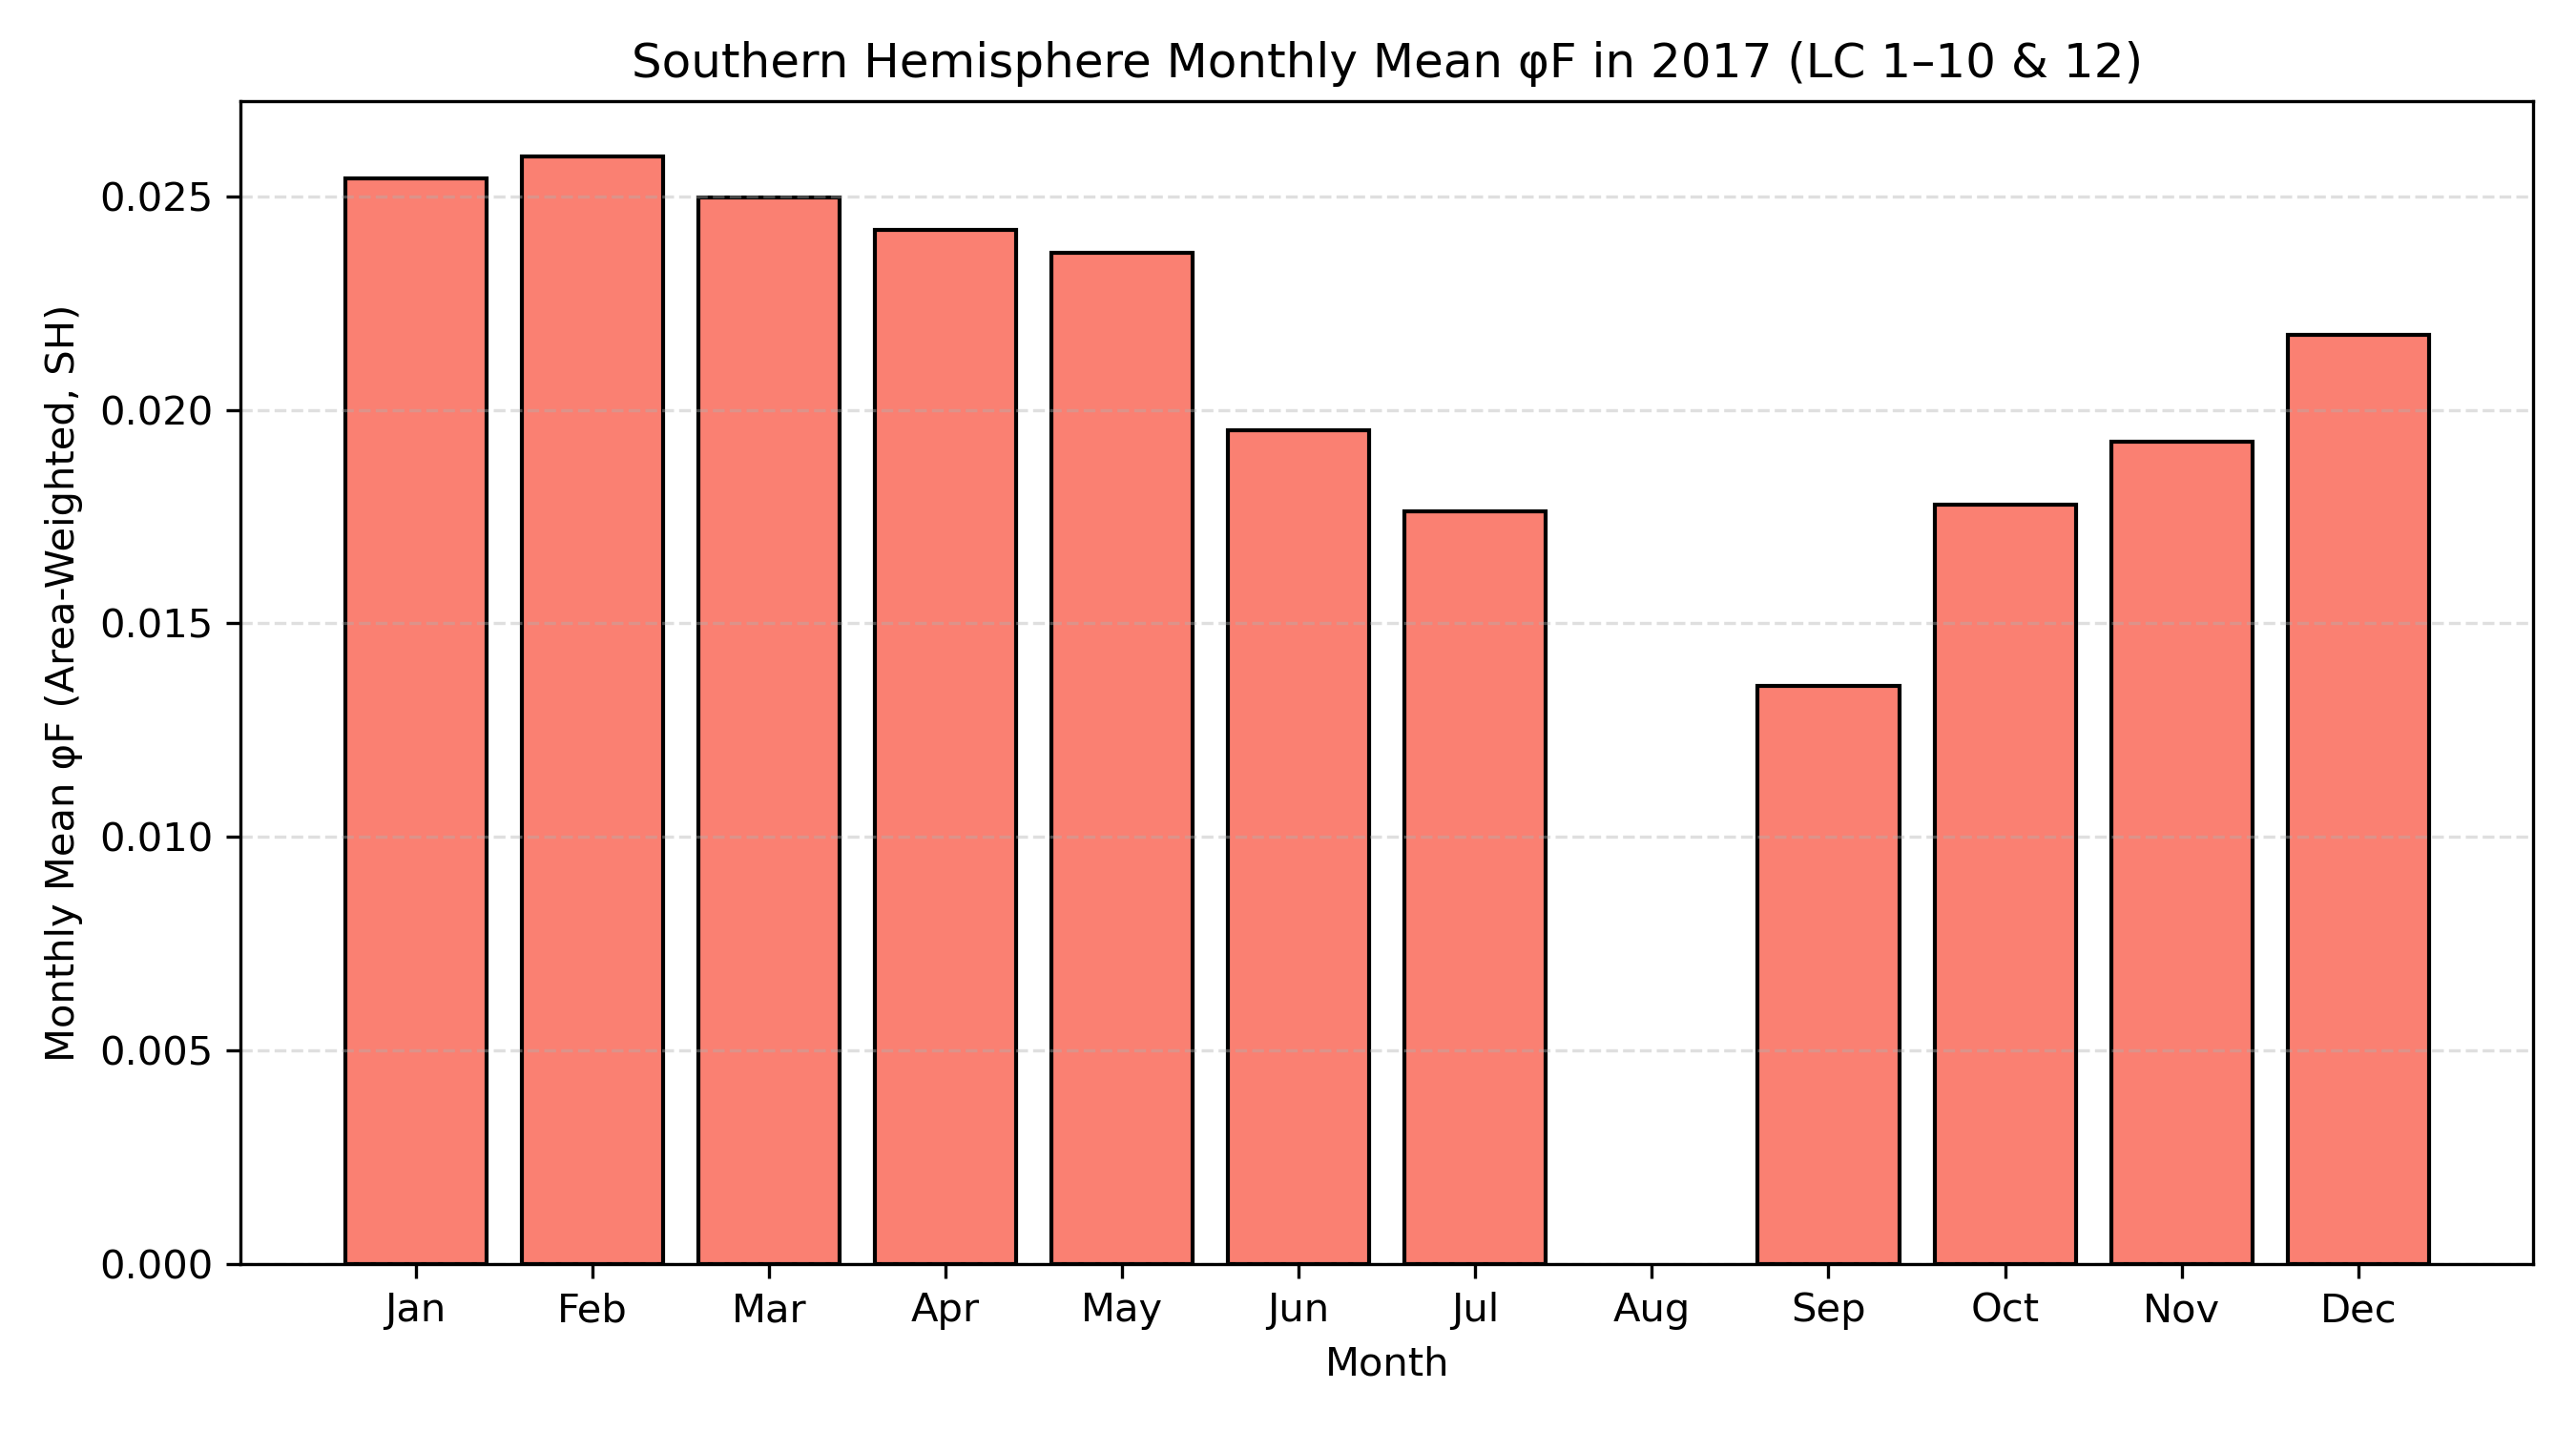 Southern Hemisphere Monthly Mean φF in 2017 (LC 1–10 & 12)
Monthly Mean φF (Area-Weighted, SH)
0.025
0.020
0.015
0.010
0.005
0.000
Jan Feb Mar Apr May Jun Jul Aug Sep Oct Nov Dec
Month